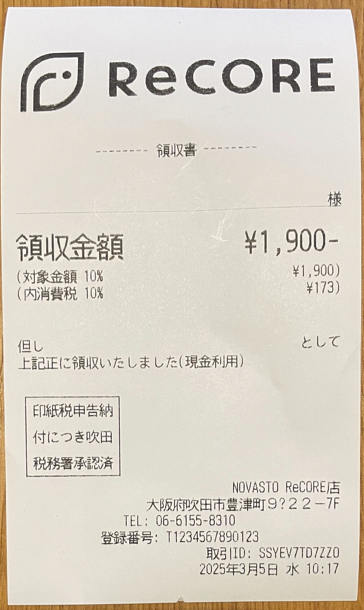 ReCORE
-------- 領収書 --------
様
領収金額 ¥1,900-
(対象金額 10% ¥1,900)
(内消費税 10% ¥173)
但し として
上記正に領収いたしました(現金利用)
印紙税申告納
付につき吹田
税務署承認済
NOVASTO ReCORE店
大阪府吹田市豊津町9?22-7F
TEL: 06-6155-8310
登録番号: T1234567890123
取引ID: SSYEV7TD7ZZO
2025年3月5日 水 10:17